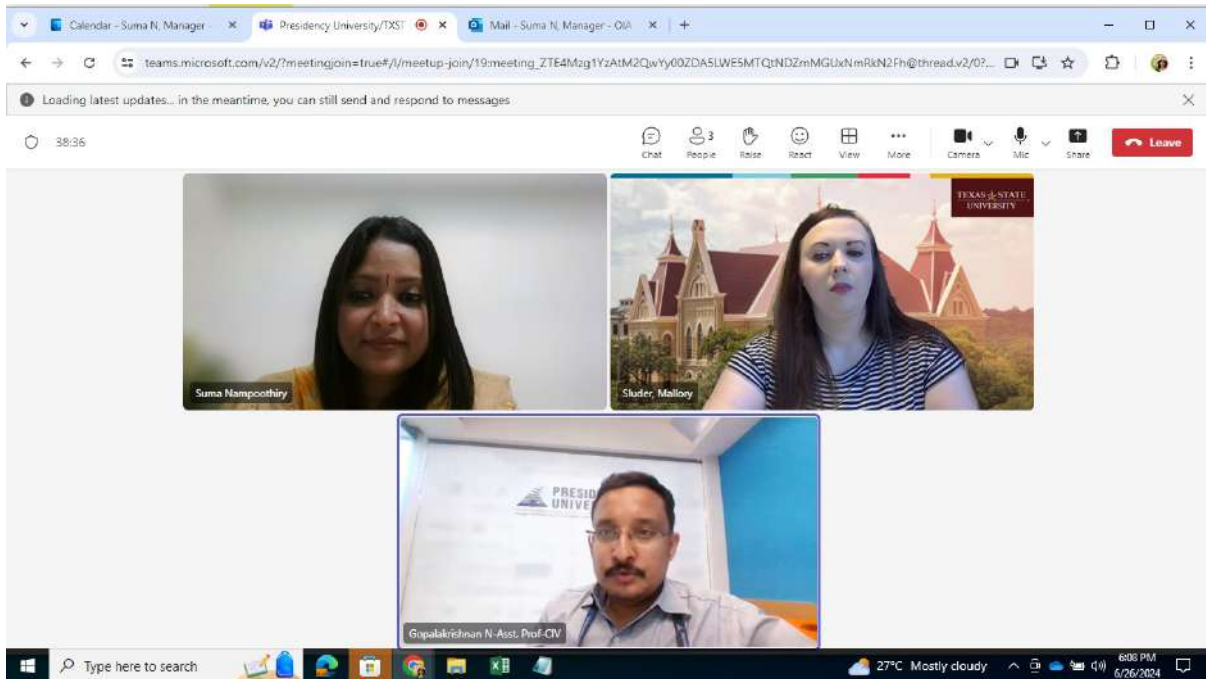 Calendar - Suma N, Manager -
Presidency University/TXST
Mail - Suma N, Manager - OIA
teams.microsoft.com/v2/?meetingjoin=true#/l/meetup-join/19:meeting_ZTE4Mzg1YzAtM2QwYy00ZDA5LWE5MTQtNDZmMGUxNmRkN2Fh@thread.v2/0?...
Loading latest updates... in the meantime, you can still send and respond to messages
38:36
3
Chat People Raise React View More Camera Mic Share
Leave
TEXAS STATE
UNIVERSITY
Suma Nampoothiry
Sluder, Mallory
PRESID
UNIVE
Gopalakrishnan N-Asst. Prof-CIV
Type here to search
27°C Mostly cloudy
6:08 PM
6/26/2024